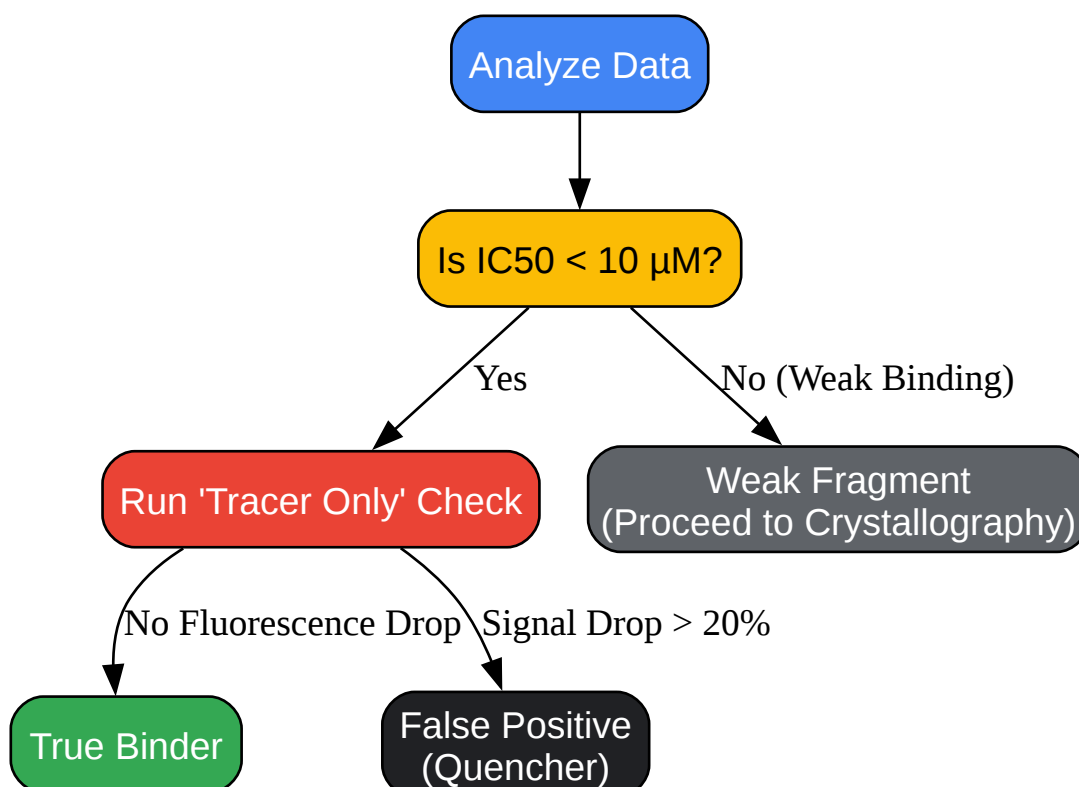 Analyze Data
Is IC50 < 10 µM?
Yes
No (Weak Binding)
Run 'Tracer Only' Check
Weak Fragment
(Proceed to Crystallography)
No Fluorescence Drop
Signal Drop > 20%
True Binder
False Positive
(Quencher)